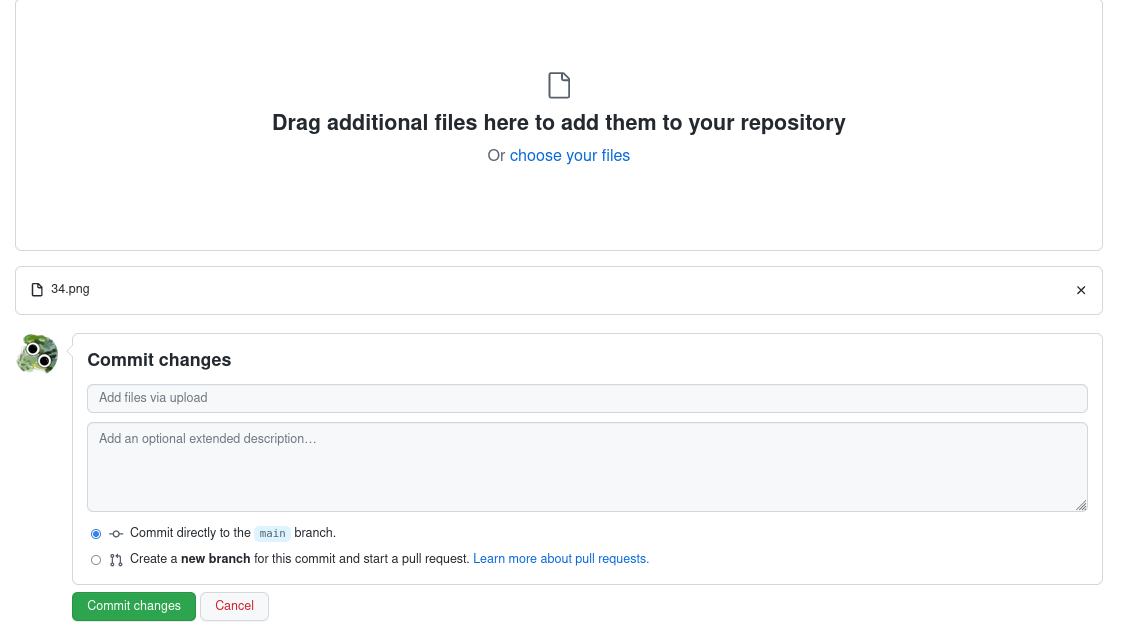 Drag additional files here to add them to your repository
Or choose your files
34.png
Commit changes
Add files via upload
Add an optional extended description…
Commit directly to the main branch.
Create a new branch for this commit and start a pull request. Learn more about pull requests.
Commit changes Cancel